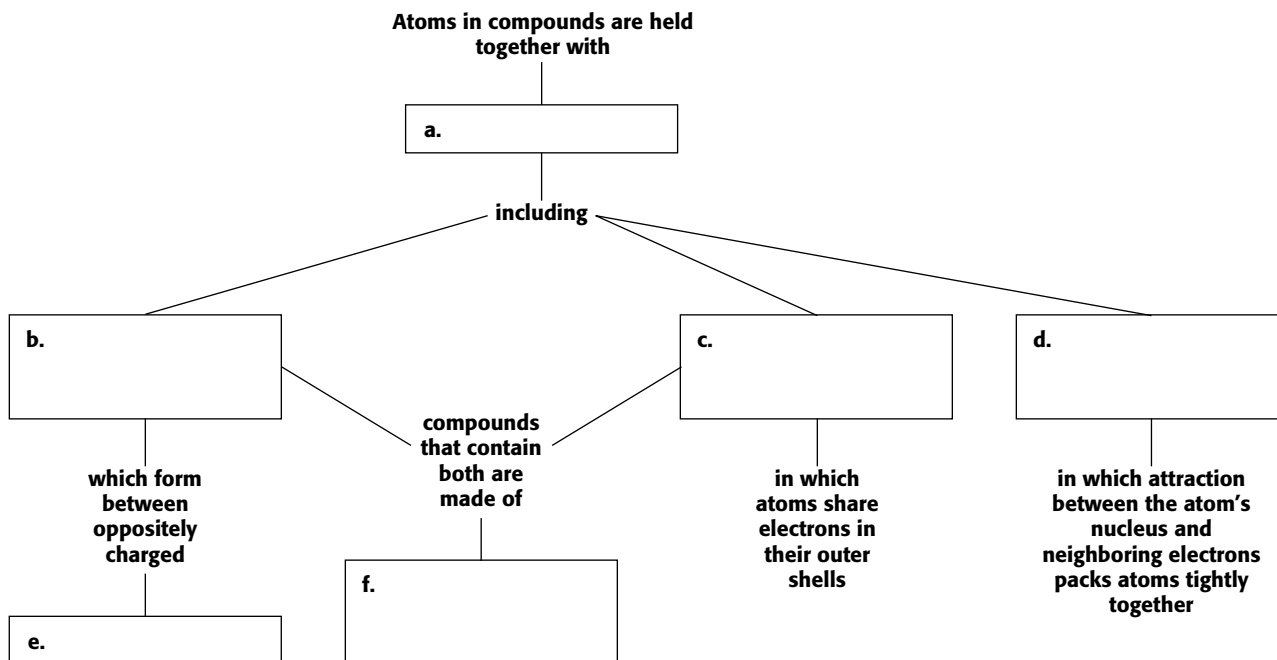 Atoms in compounds are held
together with
a.
including
b.
c.
d.
compounds
that contain
both are
made of
which form
between
oppositely
charged
in which
atoms share
electrons in
their outer
shells
in which attraction
between the atom's
nucleus and
neighboring electrons
packs atoms tightly
together
f.
e.